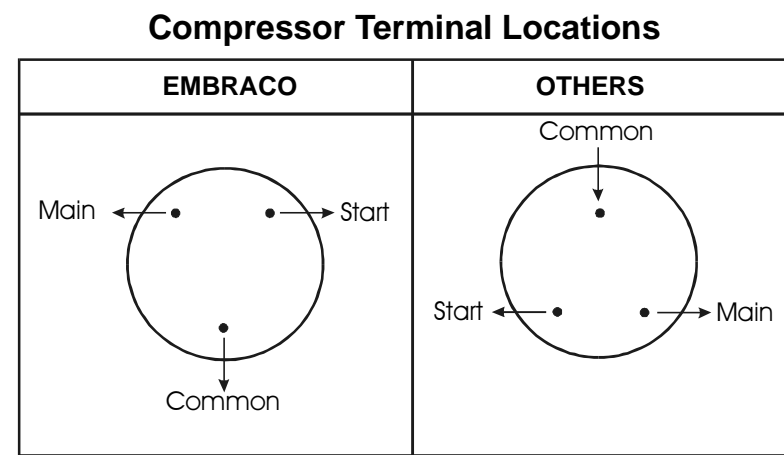 Compressor Terminal Locations
EMBRACO
OTHERS
Main
Start
Common
Common
Start
Main